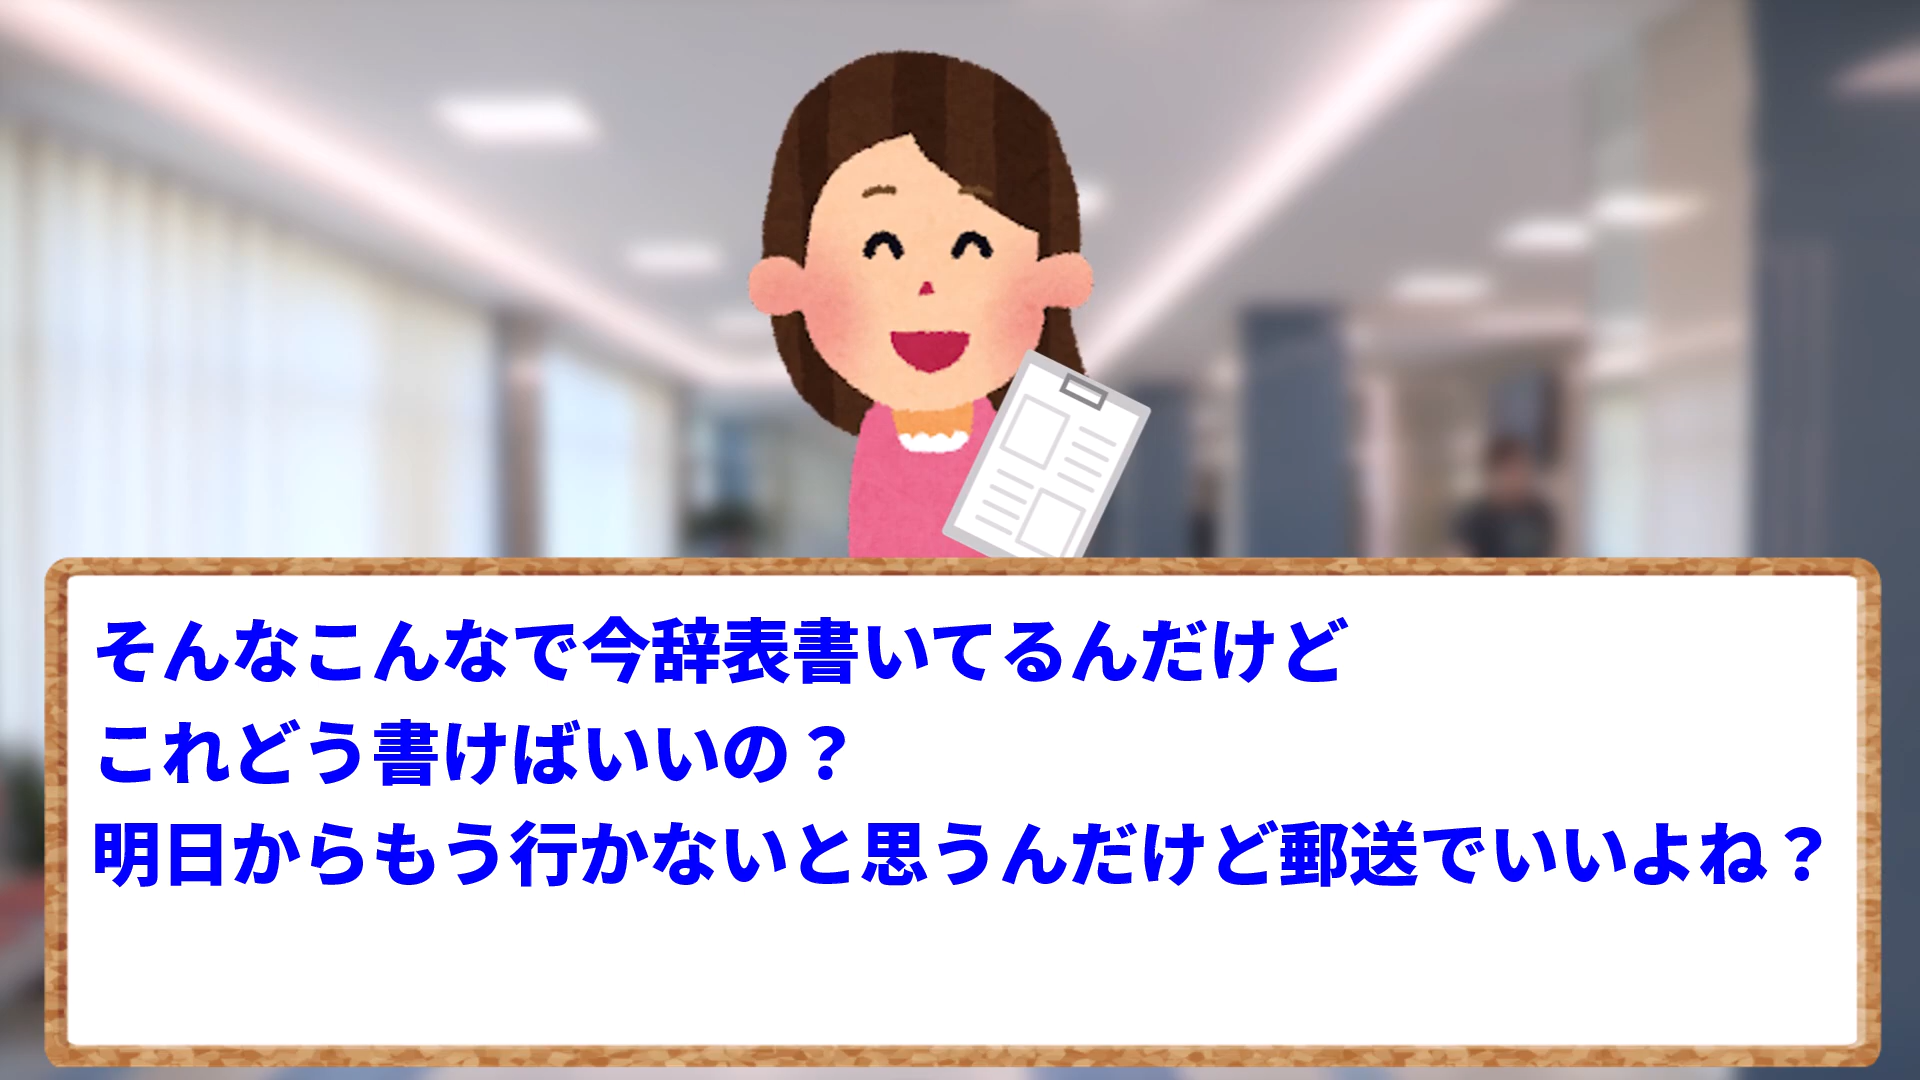 そんなこんなで今辞表書いてるんだけど
これどう書けばいいの？
明日からもう行かないと思うんだけど郵送でいいよね？